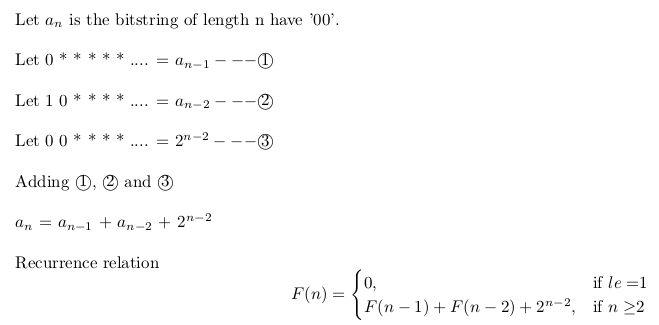 Let aₙ is the bitstring of length n have '00'.
Let 0 * * * * * .... = aₙ₋₁ − − −①
Let 1 0 * * * * .... = aₙ₋₂ − − −②
Let 0 0 * * * * .... = 2ⁿ⁻² − − −③
Adding ①, ② and ③
aₙ = aₙ₋₁ + aₙ₋₂ + 2ⁿ⁻²
Recurrence relation
F(n) = { 0, if le =1
F(n − 1) + F(n − 2) + 2ⁿ⁻², if n ≥2